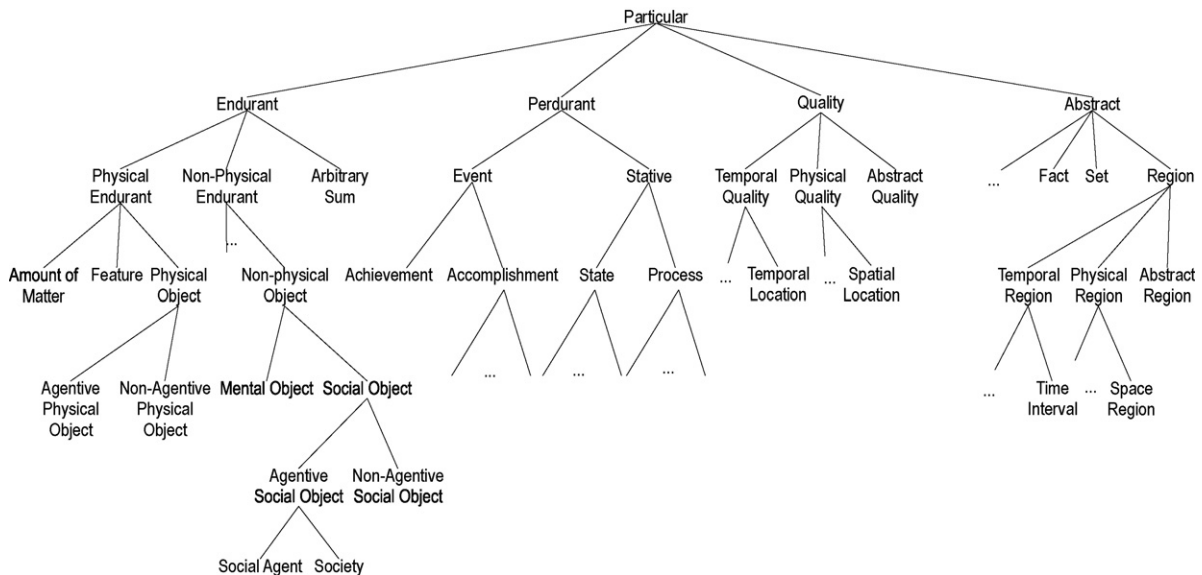 Particular
Endurant Perdurant Quality Abstract
Physical Non-Physical Arbitrary Event Stative Temporal Physical Abstract ... Fact Set Region
Endurant Endurant Sum Quality Quality Quality
...
Amount of Feature Physical Non-physical Achievement Accomplishment State Process ... Temporal ... Spatial Temporal Physical Abstract
Matter Object Object Location Location Region Region Region
... ... ...
Agentive Non-Agentive Mental Object Social Object ... Time ... Space
Physical Physical Interval Region
Object Object
Agentive Non-Agentive
Social Object Social Object
Social Agent Society